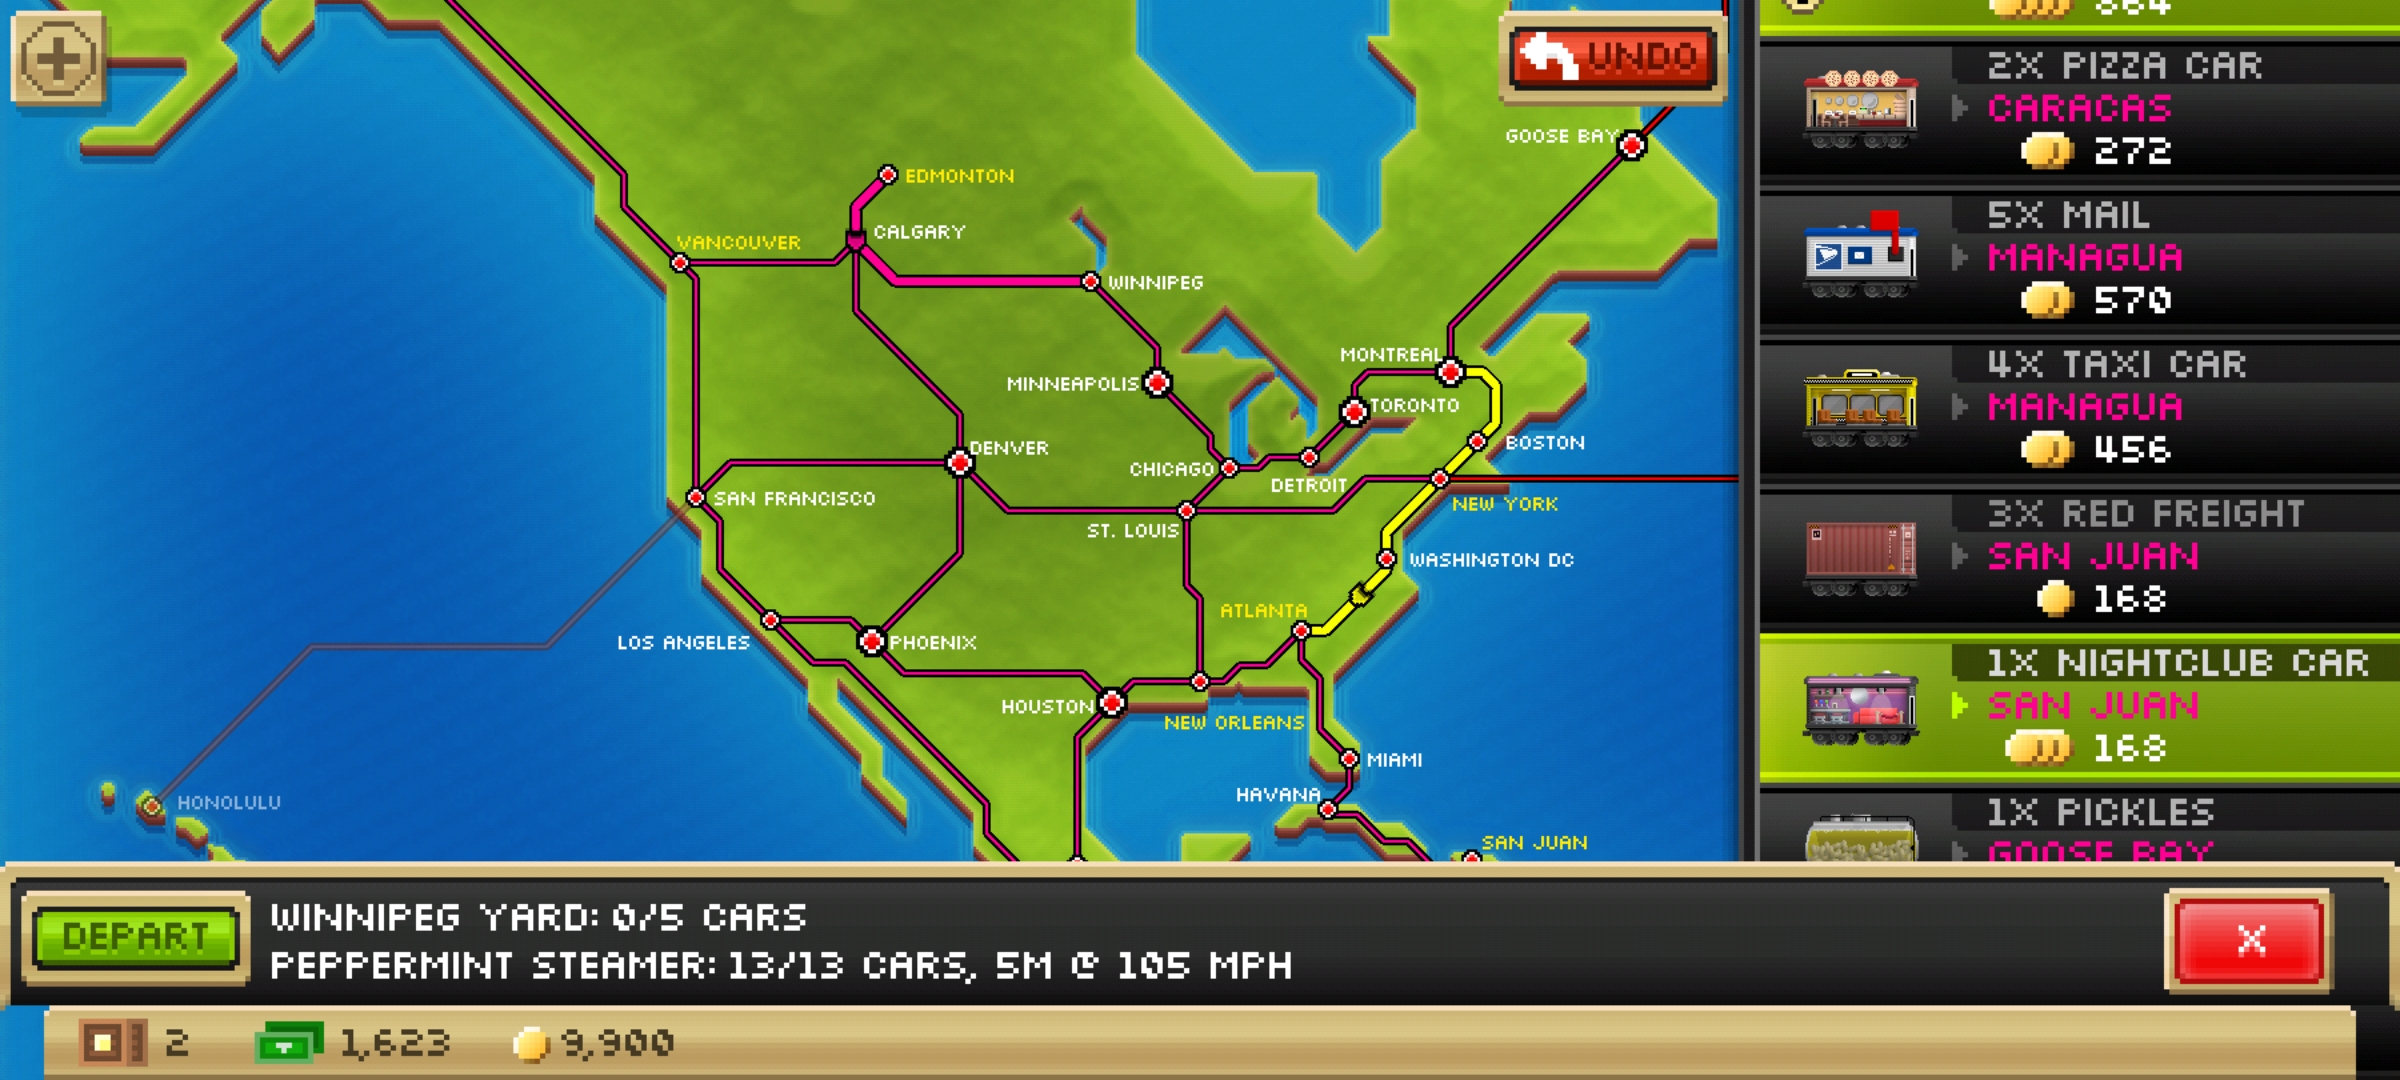 UNDO
864
2X PIZZA CAR
CARACAS
272
5X MAIL
MANAGUA
570
4X TAXI CAR
MANAGUA
456
3X RED FREIGHT
SAN JUAN
168
1X NIGHTCLUB CAR
SAN JUAN
168
1X PICKLES
GOOSE BAY
GOOSE BAY
EDMONTON
CALGARY
VANCOUVER
WINNIPEG
MONTREAL
MINNEAPOLIS
TORONTO
BOSTON
DENVER
CHICAGO
DETROIT
SAN FRANCISCO
NEW YORK
ST. LOUIS
WASHINGTON DC
ATLANTA
LOS ANGELES
PHOENIX
HOUSTON
NEW ORLEANS
MIAMI
HAVANA
HONOLULU
SAN JUAN
DEPART
WINNIPEG YARD: 0/5 CARS
PEPPERMINT STEAMER: 13/13 CARS, 5M @ 105 MPH
X
2
1,623
9,900